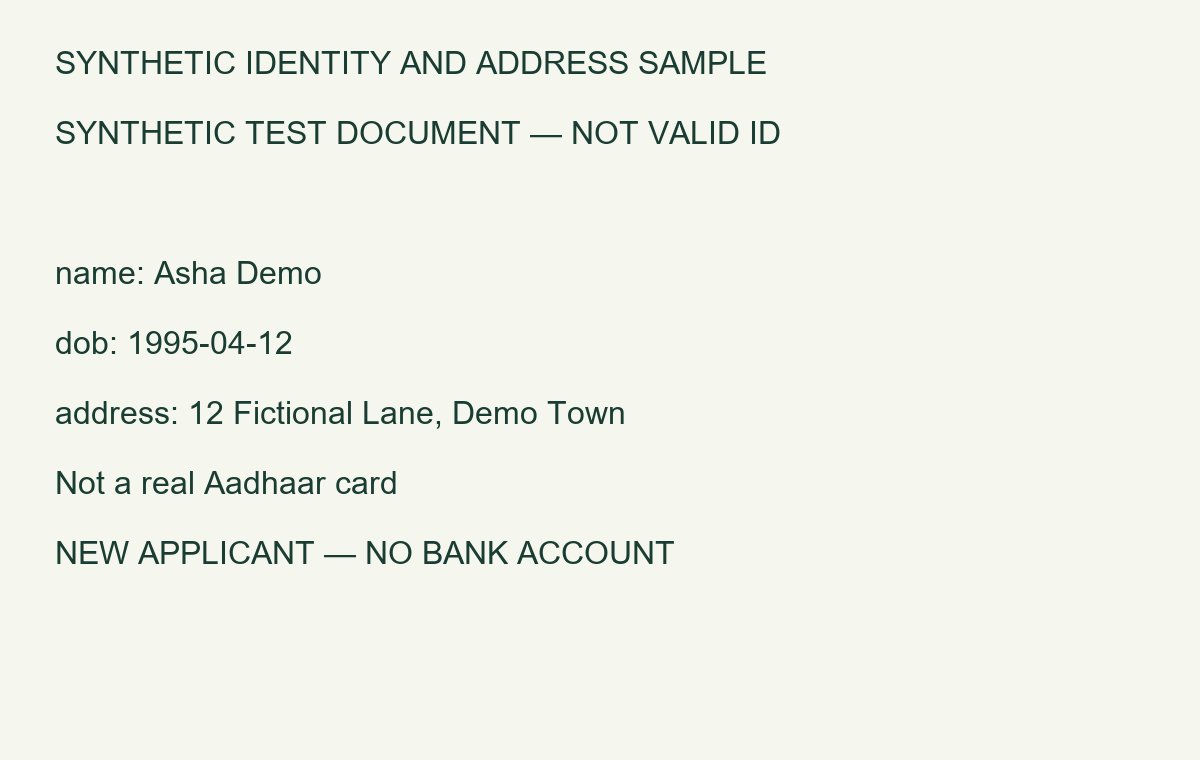 SYNTHETIC IDENTITY AND ADDRESS SAMPLE
SYNTHETIC TEST DOCUMENT — NOT VALID ID
name: Asha Demo
dob: 1995-04-12
address: 12 Fictional Lane, Demo Town
Not a real Aadhaar card
NEW APPLICANT — NO BANK ACCOUNT